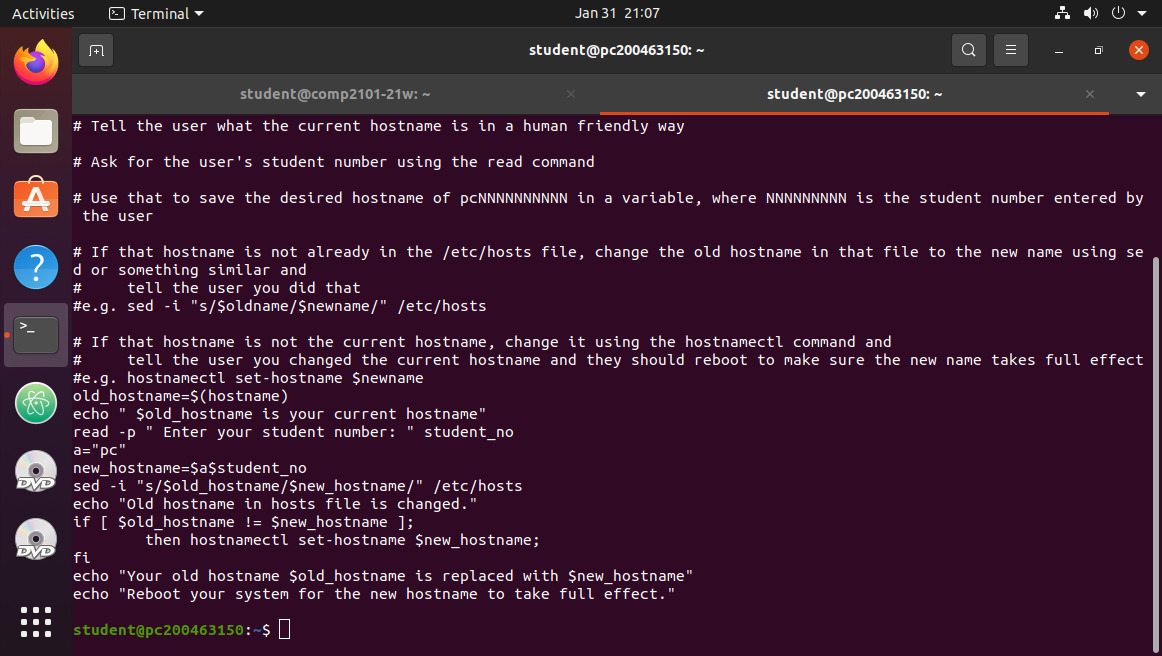 Activities
Terminal
Jan 31 21:07
student@pc200463150: ~
student@comp2101-21w: ~
student@pc200463150: ~
# Tell the user what the current hostname is in a human friendly way
# Ask for the user's student number using the read command
# Use that to save the desired hostname of pcNNNNNNNNNN in a variable, where NNNNNNNNN is the student number entered by
 the user
# If that hostname is not already in the /etc/hosts file, change the old hostname in that file to the new name using se
d or something similar and
#     tell the user you did that
#e.g. sed -i "s/$oldname/$newname/" /etc/hosts
# If that hostname is not the current hostname, change it using the hostnamectl command and
#     tell the user you changed the current hostname and they should reboot to make sure the new name takes full effect
#e.g. hostnamectl set-hostname $newname
old_hostname=$(hostname)
echo " $old_hostname is your current hostname"
read -p " Enter your student number: " student_no
a="pc"
new_hostname=$a$student_no
sed -i "s/$old_hostname/$new_hostname/" /etc/hosts
echo "Old hostname in hosts file is changed."
if [ $old_hostname != $new_hostname ];
        then hostnamectl set-hostname $new_hostname;
fi
echo "Your old hostname $old_hostname is replaced with $new_hostname"
echo "Reboot your system for the new hostname to take full effect."
student@pc200463150:~$
>_
DVD
DVD